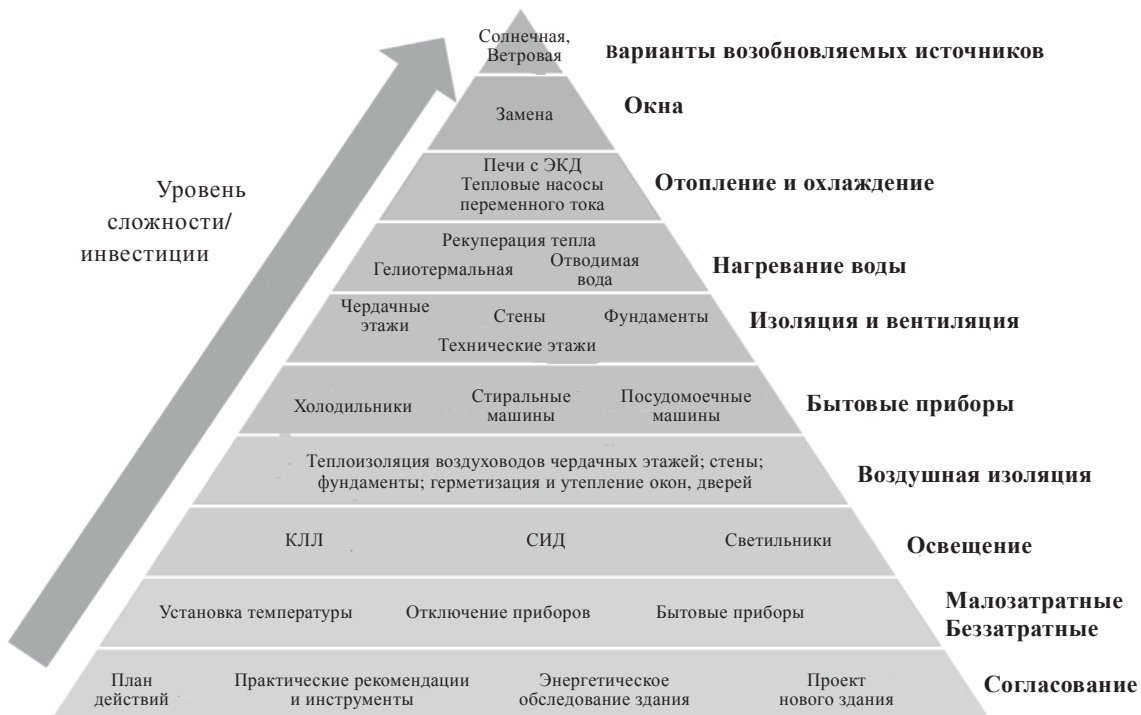 Солнечная,
Ветровая
варианты возобновляемых источников
Окна
Замена
Уровень
сложности/
инвестиции
Печи с ЭКД
Тепловые насосы
переменного тока
Отопление и охлаждение
Рекуперация тепла
Гелиотермальная
Отводимая
вода
Нагревание воды
Чердачные
этажи
Стены
Фундаменты
Технические этажи
Изоляция и вентиляция
Холодильники
Стиральные
машины
Посудомоечные
машины
Бытовые приборы
Теплоизоляция воздуховодов чердачных этажей; стены;
фундаменты; герметизация и утепление окон, дверей
Воздушная изоляция
КЛЛ
СИД
Светильники
Освещение
Установка температуры
Отключение приборов
Бытовые приборы
Малозатратные
Беззатратные
План
действий
Практические рекомендации
и инструменты
Энергетическое
обследование здания
Проект
нового здания
Согласование